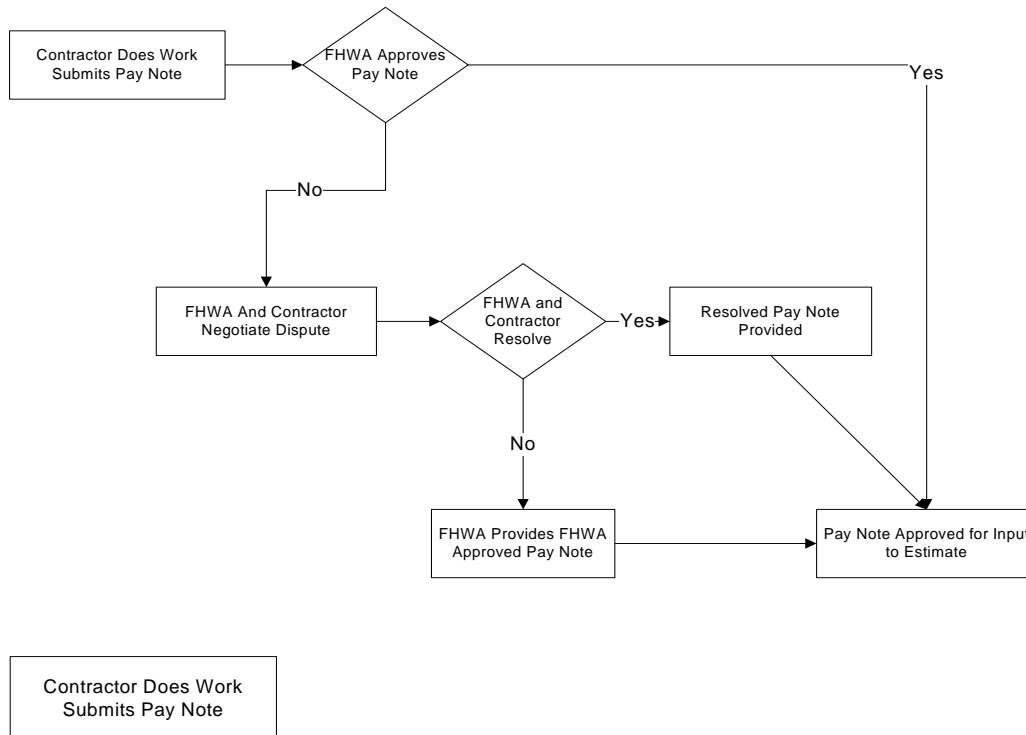 Contractor Does Work
Submits Pay Note
FHWA Approves
Pay Note
Yes
No
FHWA And Contractor
Negotiate Dispute
FHWA and
Contractor
Resolve
Yes
Resolved Pay Note
Provided
No
FHWA Provides FHWA
Approved Pay Note
Pay Note Approved for Input
to Estimate
Contractor Does Work
Submits Pay Note